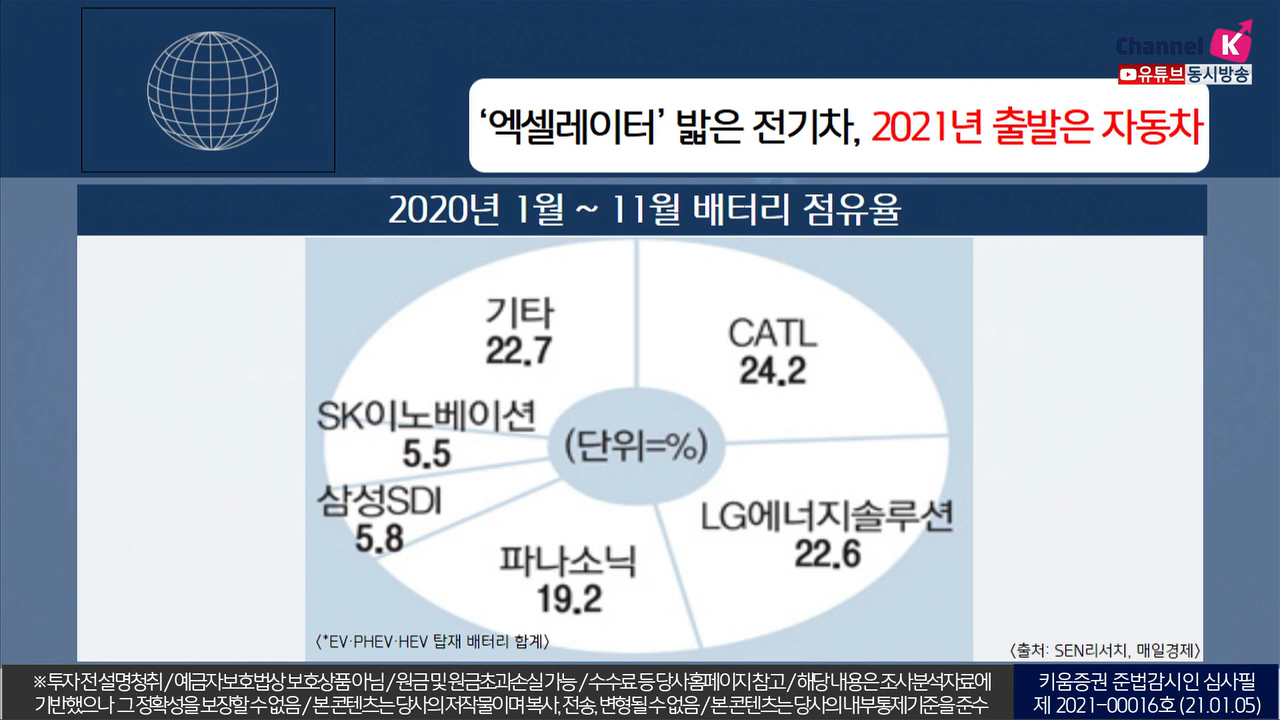 Channel K
유튜브동시방송
‘엑셀레이터’ 밟은 전기차, 2021년 출발은 자동차
2020년 1월 ~ 11월 배터리 점유율
기타
22.7
CATL
24.2
SK이노베이션
5.5
(단위=%)
삼성SDI
5.8
LG에너지솔루션
22.6
파나소닉
19.2
〈*EV·PHEV·HEV 탑재 배터리 합계〉
〈출처: SEN리서치, 매일경제〉
※ 투자 전 설명청취 / 예금자보호법상 보호상품 아님 / 원금 및 원금초과손실 가능 / 수수료 등 당사홈페이지 참고 / 해당 내용은 조사분석자료에
기반했으나 그 정확성을 보장할 수 없음 / 본 콘텐츠는 당사의 저작물이며 복사, 전송, 변형될 수 없음 / 본 콘텐츠는 당사의 내부통제기준을 준수
키움증권 준법감시인 심사필
제 2021-00016호 (21.01.05)